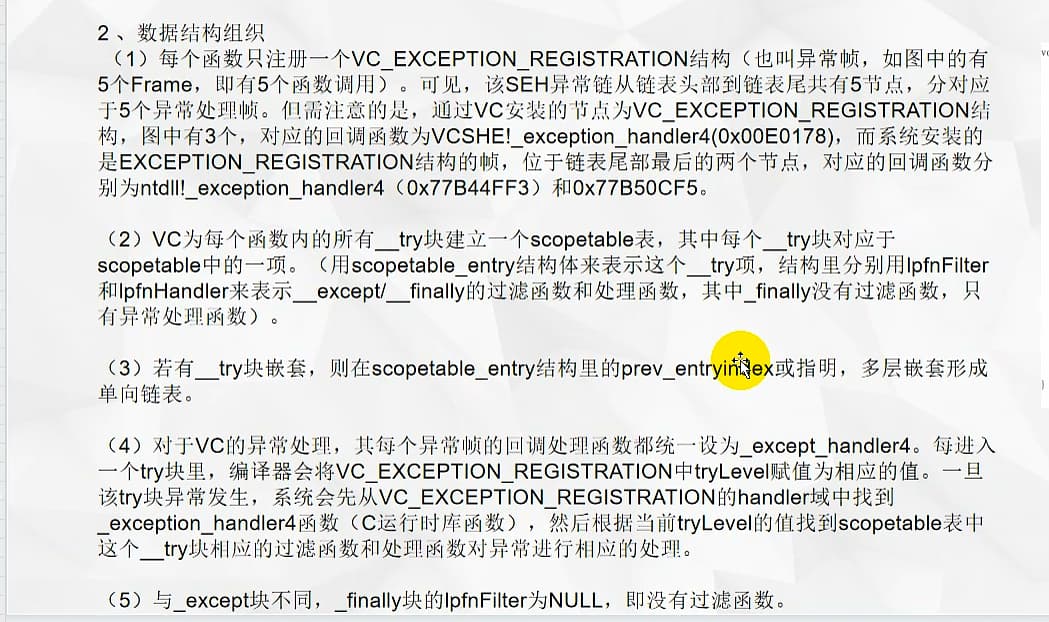 2 、数据结构组织
（1）每个函数只注册一个VC_EXCEPTION_REGISTRATION结构（也叫异常帧，如图中的有
5个Frame，即有5个函数调用）。可见，该SEH异常链从链表头部到链表尾共有5节点，分对应
于5个异常处理帧。但需注意的是，通过VC安装的节点为VC_EXCEPTION_REGISTRATION结
构，图中有3个，对应的回调函数为VCSHE!_exception_handler4(0x00E0178)，而系统安装的
是EXCEPTION_REGISTRATION结构的帧，位于链表尾部最后的两个节点，对应的回调函数分
别为ntdll!_exception_handler4（0x77B44FF3）和0x77B50CF5。
（2）VC为每个函数内的所有__try块建立一个scopetable表，其中每个__try块对应于
scopetable中的一项。（用scopetable_entry结构体来表示这个__try项，结构里分别用lpfnFilter
和lpfnHandler来表示__except/__finally的过滤函数和处理函数，其中_finally没有过滤函数，只
有异常处理函数）。
（3）若有__try块嵌套，则在scopetable_entry结构里的prev_entryindex或指明，多层嵌套形成
单向链表。
（4）对于VC的异常处理，其每个异常帧的回调处理函数都统一设为_except_handler4。每进入
一个try块里，编译器会将VC_EXCEPTION_REGISTRATION中tryLevel赋值为相应的值。一旦
该try块异常发生，系统会先从VC_EXCEPTION_REGISTRATION的handler域中找到
_exception_handler4函数（C运行时库函数），然后根据当前tryLevel的值找到scopetable表中
这个__try块相应的过滤函数和处理函数对异常进行相应的处理。
（5）与_except块不同，_finally块的lpfnFilter为NULL，即没有过滤函数。